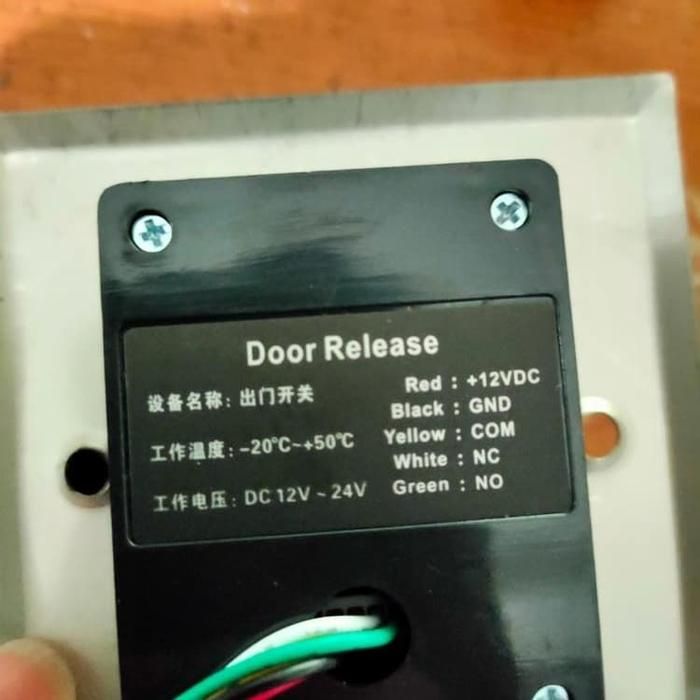 Door Release
设备名称: 出门开关
工作温度: -20℃~+50℃
工作电压: DC 12V ~ 24V
Red : +12VDC
Black : GND
Yellow : COM
White : NC
Green : NO